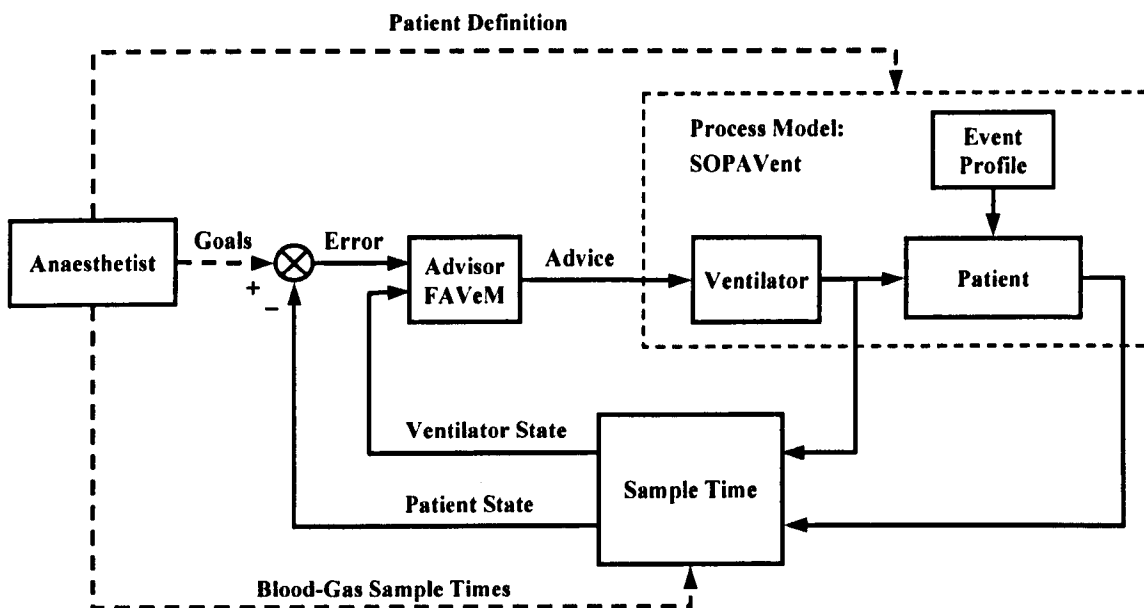 Patient Definition
Process Model:
SOPAVent
Event
Profile
Anaesthetist
Goals
+
−
Error
Advisor
FAVeM
Advice
Ventilator
Patient
Ventilator State
Patient State
Sample Time
Blood-Gas Sample Times